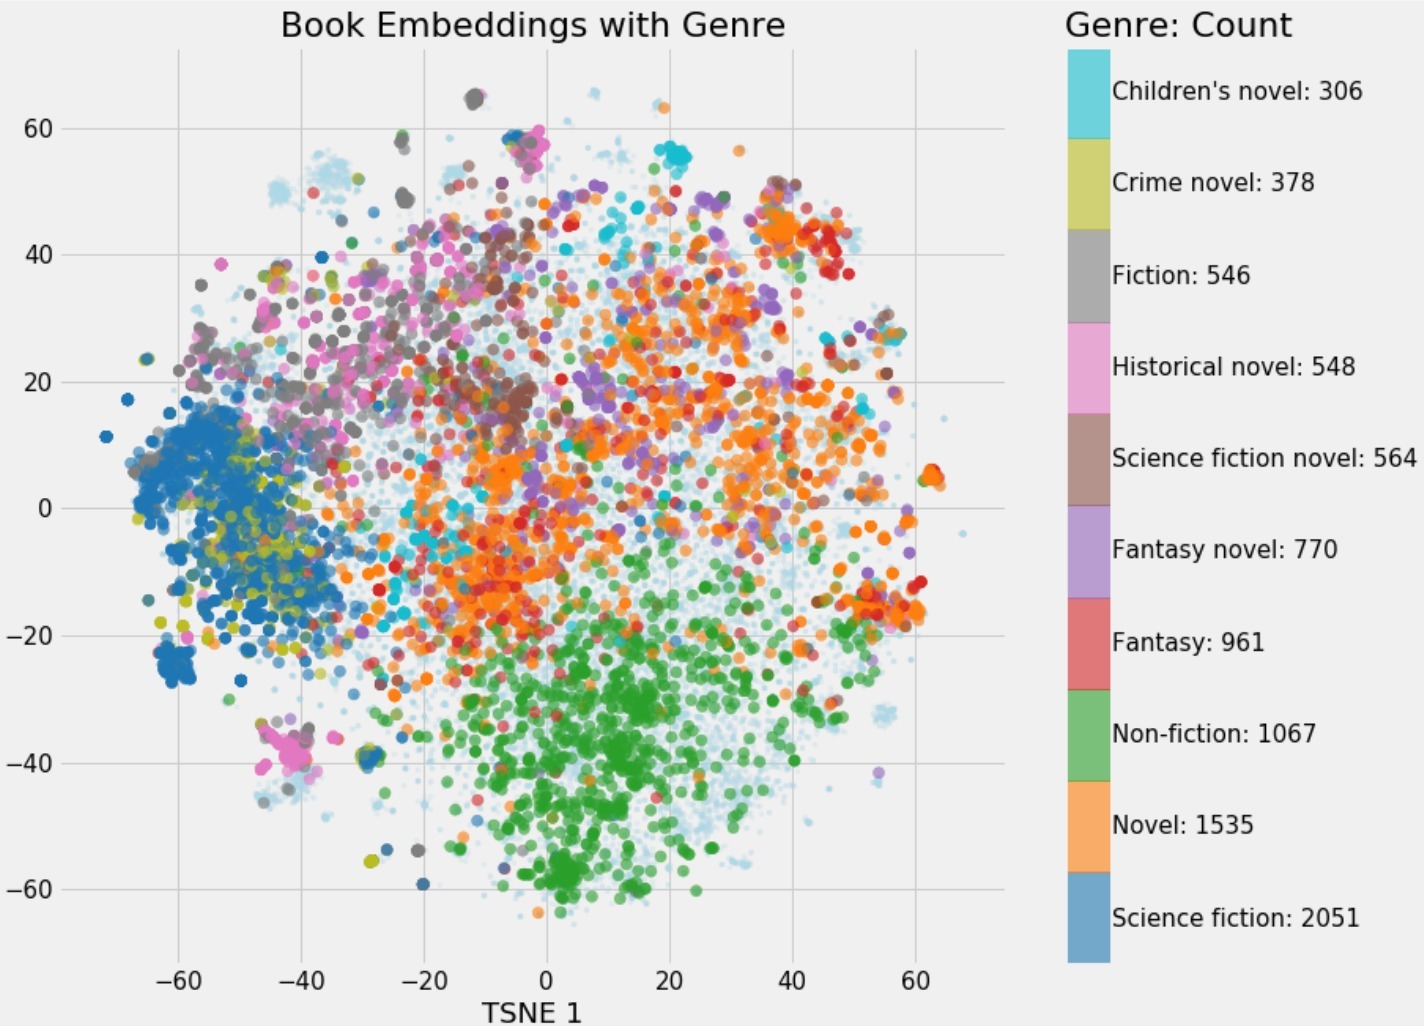 Book Embeddings with Genre
Genre: Count
60
40
20
0
−20
−40
−60
−60
−40
−20
0
20
40
60
TSNE 1
Children's novel: 306
Crime novel: 378
Fiction: 546
Historical novel: 548
Science fiction novel: 564
Fantasy novel: 770
Fantasy: 961
Non-fiction: 1067
Novel: 1535
Science fiction: 2051